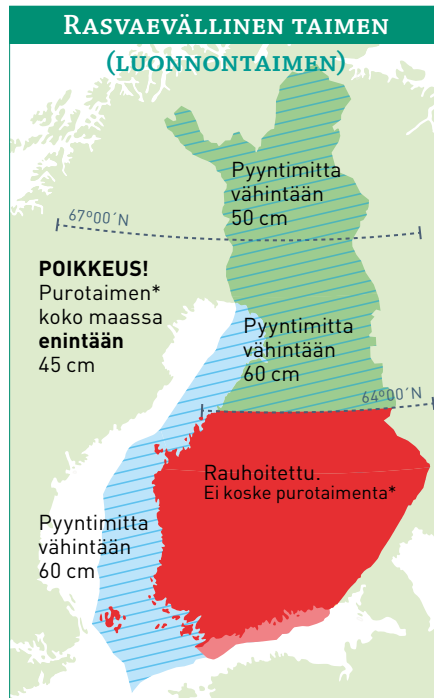 Rasvaevällinen taimen
(luonnontaimen)
Pyyntimitta
vähintään
50 cm
67°00´N
POIKKEUS!
Purotaimen*
koko maassa
enintään
45 cm
Pyyntimitta
vähintään
60 cm
64°00´N
Rauhoitettu.
Ei koske purotaimenta*
Pyyntimitta
vähintään
60 cm